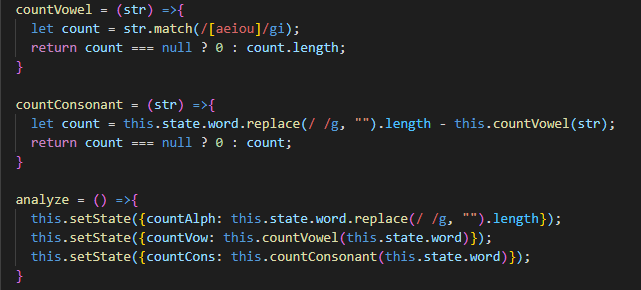 countVowel = (str) =>{
let count = str.match(/[aeiou]/gi);
return count === null ? 0 : count.length;
}
countConsonant = (str) =>{
let count = this.state.word.replace(/ /g, "").length - this.countVowel(str);
return count === null ? 0 : count;
}
analyze = () =>{
this.setState({countAlph: this.state.word.replace(/ /g, "").length});
this.setState({countVow: this.countVowel(this.state.word)});
this.setState({countCons: this.countConsonant(this.state.word)});
}